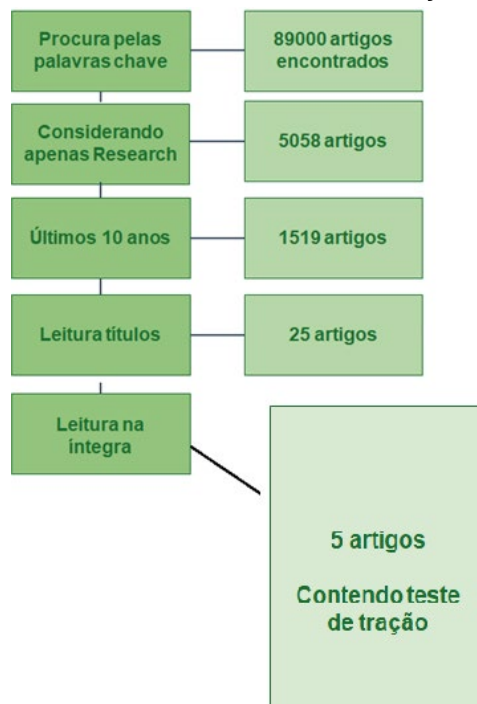 Procura pelas
palavras chave
89000 artigos
encontrados
Considerando
apenas Research
5058 artigos
Últimos 10 anos
1519 artigos
Leitura títulos
25 artigos
Leitura na
íntegra
5 artigos
Contendo teste
de tração